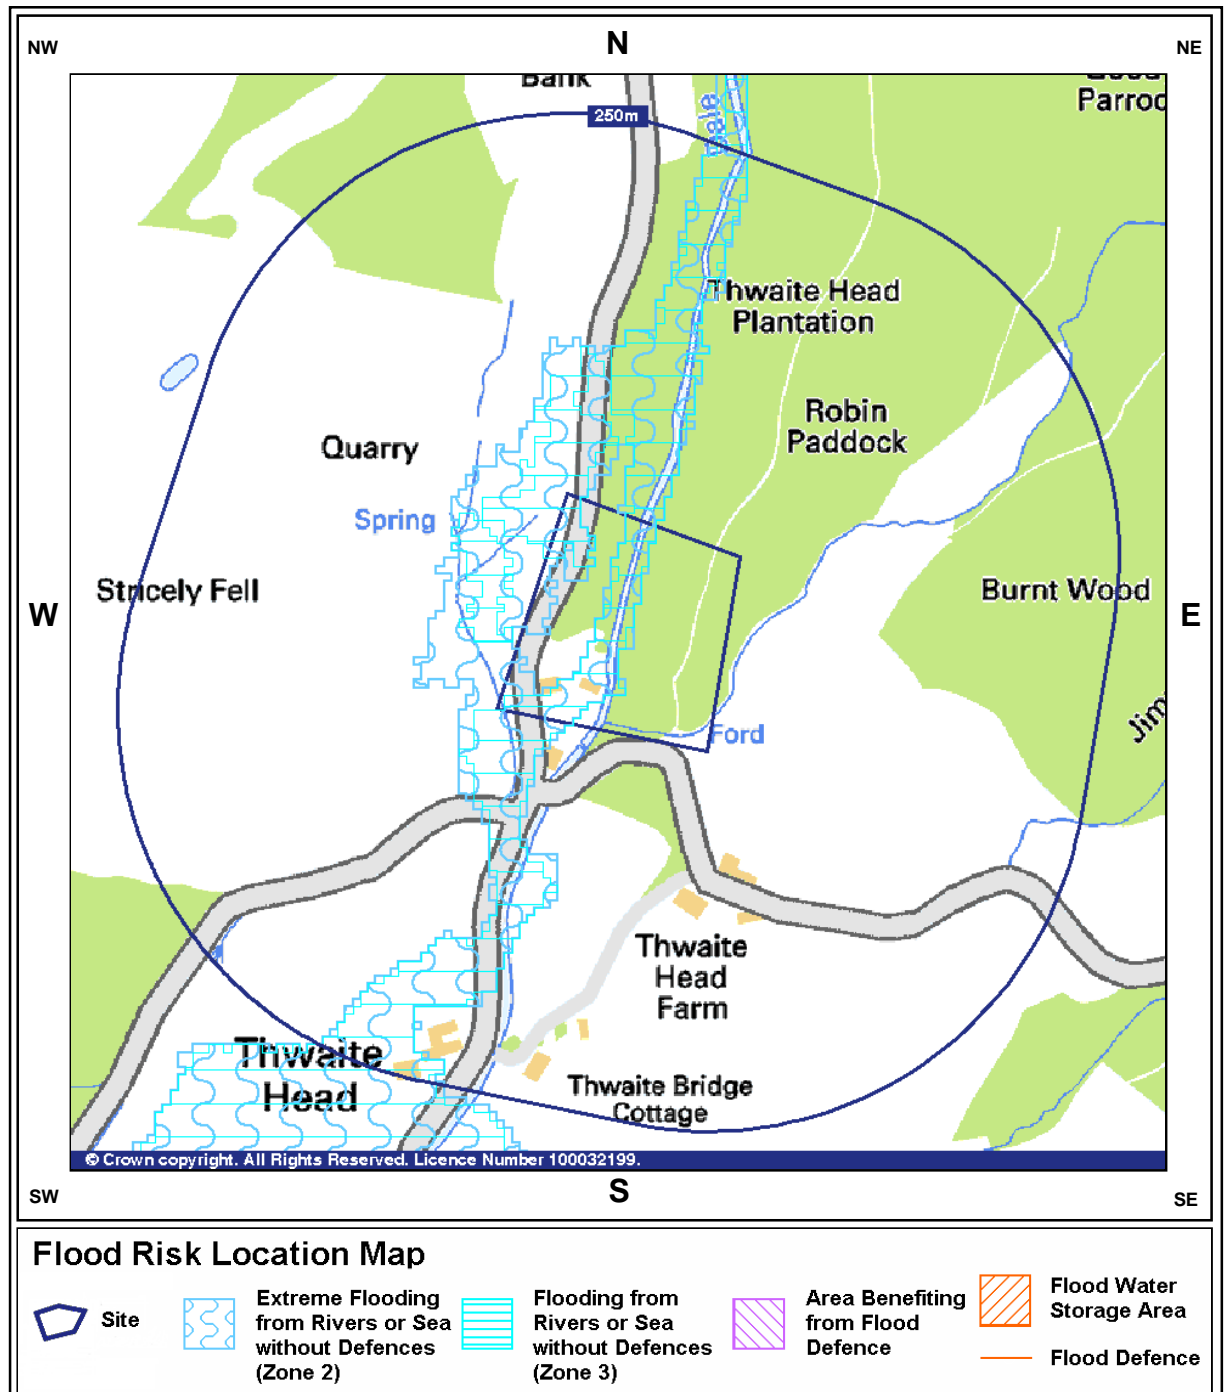 NW
N
NE
Bank
Parroc
250m
dale
Thwaite Head
Plantation
Robin
Paddock
Quarry
Spring
Stricely Fell
Burnt Wood
W
E
Jim
Ford
Thwaite
Head
Farm
Thwaite
Head
Thwaite Bridge
Cottage
© Crown copyright. All Rights Reserved. Licence Number 100032199.
SW
S
SE
Flood Risk Location Map
Site
Extreme Flooding
from Rivers or Sea
without Defences
(Zone 2)
Flooding from
Rivers or Sea
without Defences
(Zone 3)
Area Benefiting
from Flood
Defence
Flood Water
Storage Area
Flood Defence